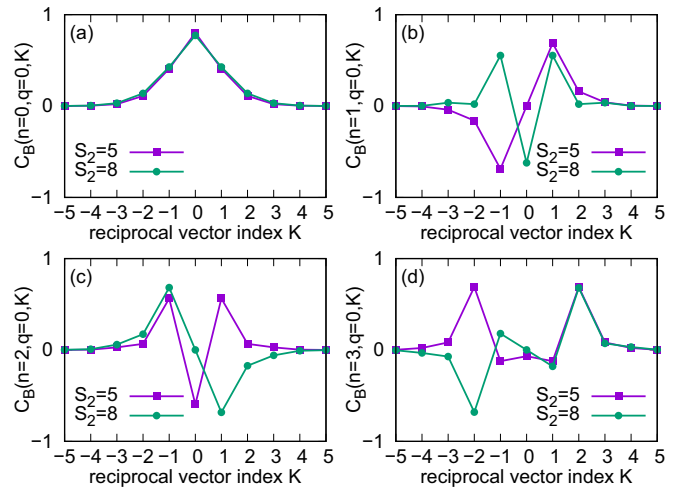 (a)
C_B(n=0,q=0,K)
1
0
−1
S_2=5
S_2=8
−5 −4 −3 −2 −1 0 1 2 3 4 5
reciprocal vector index K
(b)
C_B(n=1,q=0,K)
1
0
−1
S_2=5
S_2=8
−5 −4 −3 −2 −1 0 1 2 3 4 5
reciprocal vector index K
(c)
C_B(n=2,q=0,K)
1
0
−1
S_2=5
S_2=8
−5 −4 −3 −2 −1 0 1 2 3 4 5
reciprocal vector index K
(d)
C_B(n=3,q=0,K)
1
0
−1
S_2=5
S_2=8
−5 −4 −3 −2 −1 0 1 2 3 4 5
reciprocal vector index K